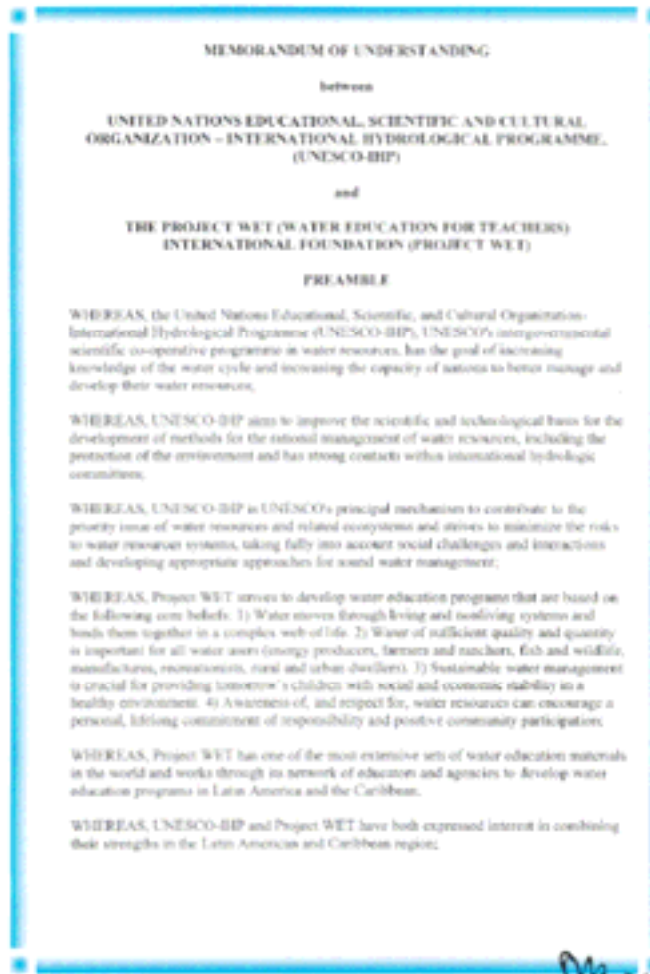 MEMORANDUM OF UNDERSTANDING
between
UNITED NATIONS EDUCATIONAL, SCIENTIFIC AND CULTURAL
ORGANIZATION – INTERNATIONAL HYDROLOGICAL PROGRAMME,
(UNESCO-IHP)
and
THE PROJECT WET (WATER EDUCATION FOR TEACHERS)
INTERNATIONAL FOUNDATION (PROJECT WET)
PREAMBLE
WHEREAS, the United Nations Educational, Scientific, and Cultural Organization-
International Hydrological Programme (UNESCO-IHP), UNESCO's intergovernmental
scientific co-operative programme in water resources, has the goal of increasing
knowledge of the water cycle and increasing the capacity of nations to better manage and
develop their water resources;
WHEREAS, UNESCO-IHP aims to improve the scientific and technological basis for the
development of methods for the rational management of water resources, including the
protection of the environment and has strong contacts within international hydrologic
committees;
WHEREAS, UNESCO-IHP is UNESCO's principal mechanism to contribute to the
priority issue of water resources and related ecosystems and strives to minimize the risks
to water resources systems, taking fully into account social challenges and interactions
and developing appropriate approaches for sound water management;
WHEREAS, Project WET strives to develop water education programs that are based on
the following core beliefs: 1) Water moves through living and nonliving systems and
binds them together in a complex web of life. 2) Water of sufficient quality and quantity
is important for all water users (energy producers, farmers and ranchers, fish and wildlife,
manufactures, recreationists, rural and urban dwellers). 3) Sustainable water management
is crucial for providing tomorrow's children with social and economic stability in a
healthy environment. 4) Awareness of, and respect for, water resources can encourage a
personal, lifelong commitment of responsibility and positive community participation;
WHEREAS, Project WET has one of the most extensive sets of water education materials
in the world and works through its network of educators and agencies to develop water
education programs in Latin America and the Caribbean.
WHEREAS, UNESCO-IHP and Project WET have both expressed interest in combining
their strengths in the Latin American and Caribbean region;